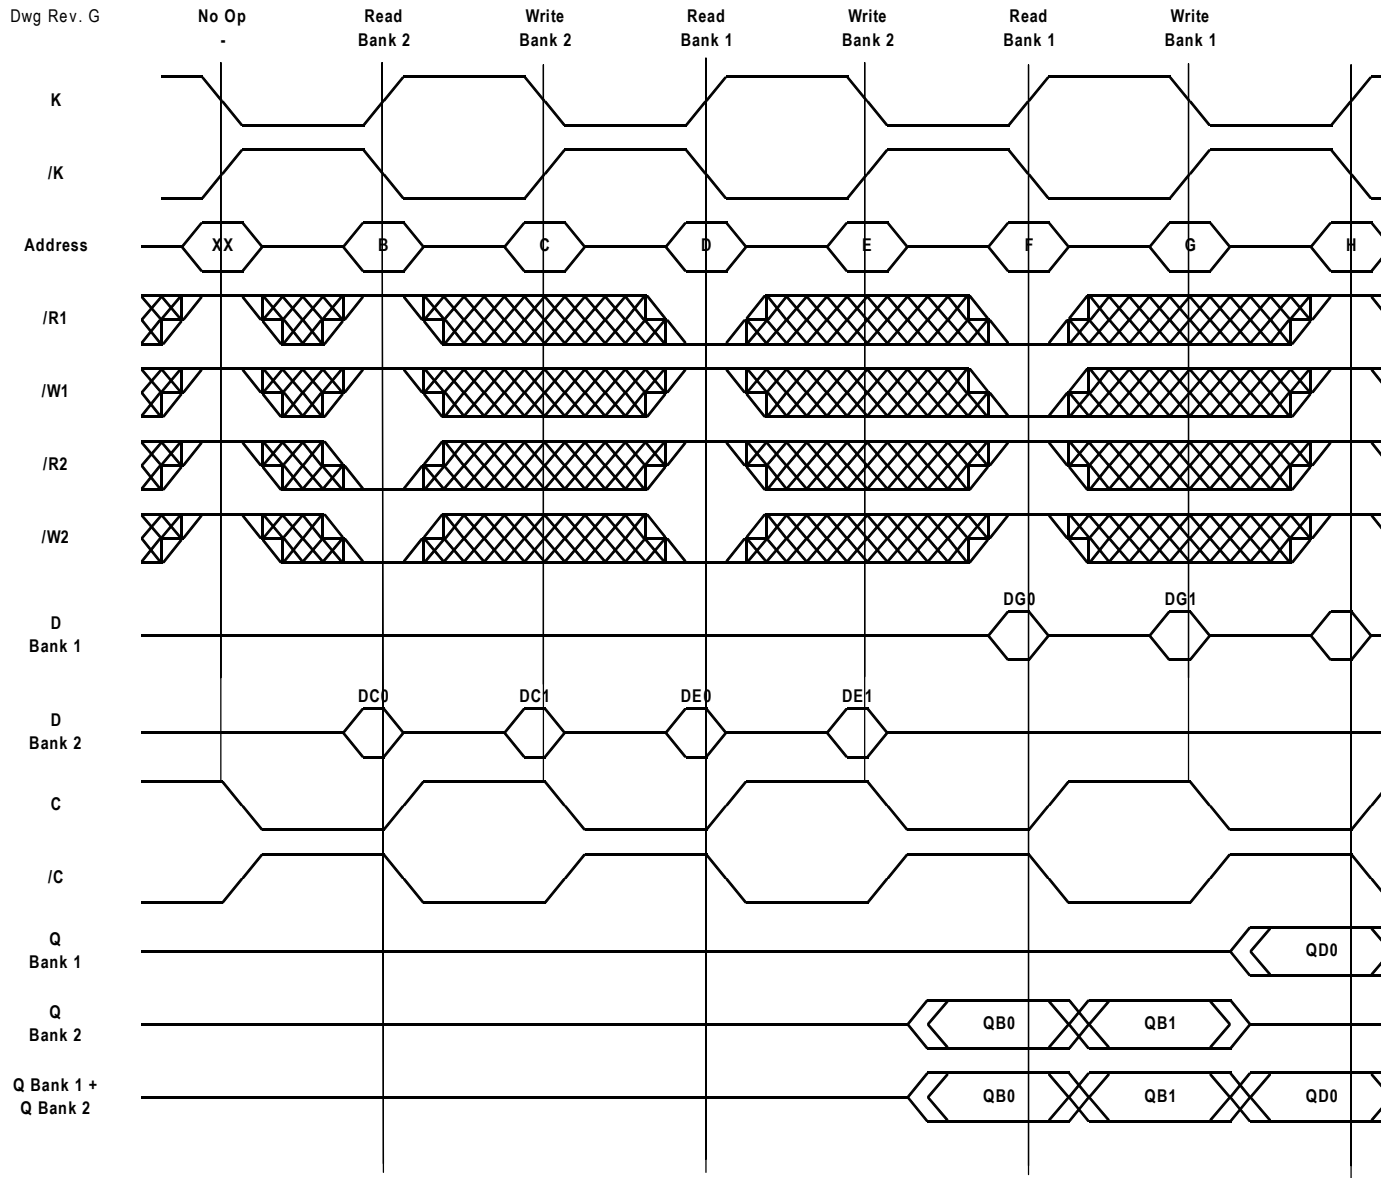 Dwg Rev. G
No Op Read Write Read Write Read Write
- Bank 2 Bank 2 Bank 1 Bank 2 Bank 1 Bank 1
K
/K
Address XX B C D E F G H
/R1
/W1
/R2
/W2
DG0 DG1
D
Bank 1
DC0 DC1 DE0 DE1
D
Bank 2
C
/C
Q
Bank 1
QD0
Q
Bank 2
QB0 QB1
Q Bank 1 +
Q Bank 2
QB0 QB1 QD0